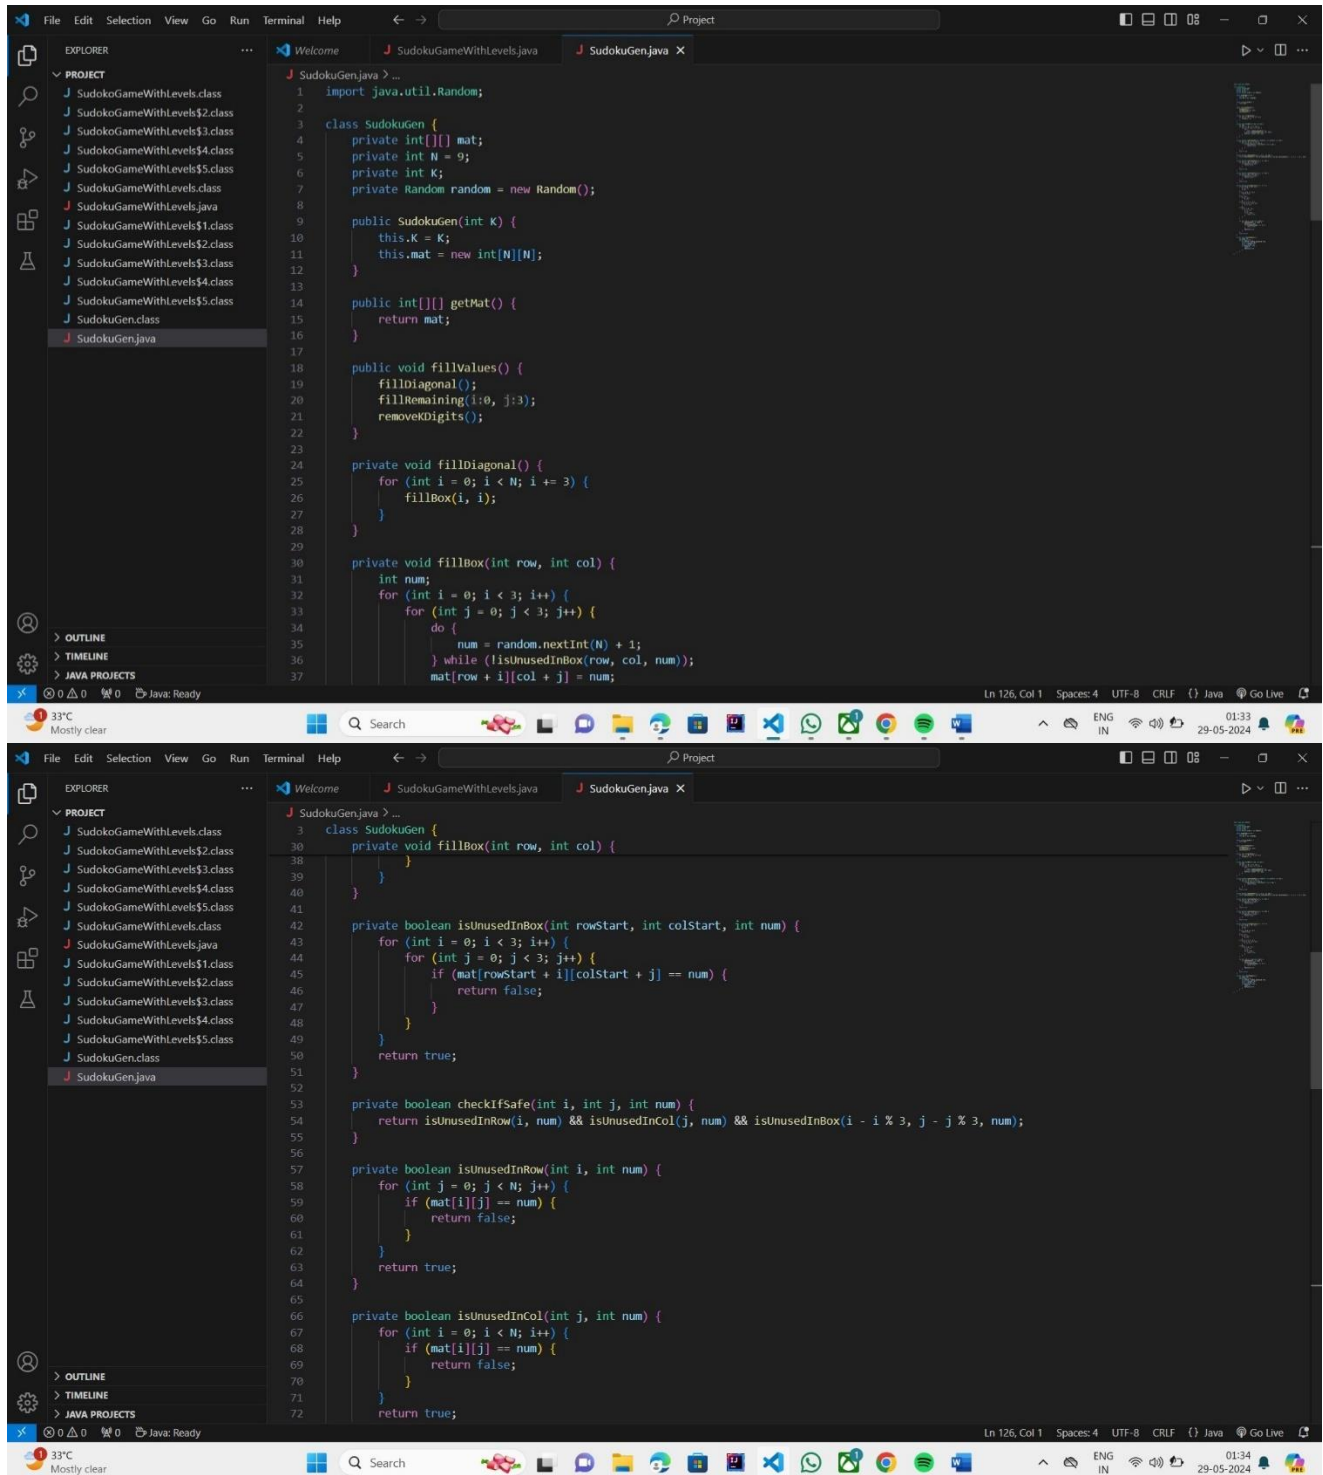 File Edit Selection View Go Run Terminal Help
Project
EXPLORER
Welcome
SudokuGameWithLevels.java
SudokuGen.java
PROJECT
SudokoGameWithLevels.class
SudokoGameWithLevels$2.class
SudokoGameWithLevels$3.class
SudokoGameWithLevels$4.class
SudokoGameWithLevels$5.class
SudokuGameWithLevels.class
SudokuGameWithLevels.java
SudokuGameWithLevels$1.class
SudokuGameWithLevels$2.class
SudokuGameWithLevels$3.class
SudokuGameWithLevels$4.class
SudokuGameWithLevels$5.class
SudokuGen.class
SudokuGen.java
OUTLINE
TIMELINE
JAVA PROJECTS
SudokuGen.java > ...
1 import java.util.Random;
2
3 class SudokuGen {
4 private int[][] mat;
5 private int N = 9;
6 private int K;
7 private Random random = new Random();
8
9 public SudokuGen(int K) {
10 this.K = K;
11 this.mat = new int[N][N];
12 }
13
14 public int[][] getMat() {
15 return mat;
16 }
17
18 public void fillValues() {
19 fillDiagonal();
20 fillRemaining(i:0, j:3);
21 removeKDigits();
22 }
23
24 private void fillDiagonal() {
25 for (int i = 0; i < N; i += 3) {
26 fillBox(i, i);
27 }
28 }
29
30 private void fillBox(int row, int col) {
31 int num;
32 for (int i = 0; i < 3; i++) {
33 for (int j = 0; j < 3; j++) {
34 do {
35 num = random.nextInt(N) + 1;
36 } while (!isUnusedInBox(row, col, num));
37 mat[row + i][col + j] = num;
0 0 0 Java: Ready
Ln 126, Col 1 Spaces: 4 UTF-8 CRLF {} Java Go Live
1
33°C
Mostly clear
Search
ENG
IN
01:33
29-05-2024
File Edit Selection View Go Run Terminal Help
Project
EXPLORER
Welcome
SudokuGameWithLevels.java
SudokuGen.java
PROJECT
SudokoGameWithLevels.class
SudokoGameWithLevels$2.class
SudokoGameWithLevels$3.class
SudokoGameWithLevels$4.class
SudokoGameWithLevels$5.class
SudokuGameWithLevels.class
SudokuGameWithLevels.java
SudokuGameWithLevels$1.class
SudokuGameWithLevels$2.class
SudokuGameWithLevels$3.class
SudokuGameWithLevels$4.class
SudokuGameWithLevels$5.class
SudokuGen.class
SudokuGen.java
OUTLINE
TIMELINE
JAVA PROJECTS
SudokuGen.java > ...
3 class SudokuGen {
30 private void fillBox(int row, int col) {
38 }
39 }
40 }
41
42 private boolean isUnusedInBox(int rowStart, int colStart, int num) {
43 for (int i = 0; i < 3; i++) {
44 for (int j = 0; j < 3; j++) {
45 if (mat[rowStart + i][colStart + j] == num) {
46 return false;
47 }
48 }
49 }
50 return true;
51 }
52
53 private boolean checkIfSafe(int i, int j, int num) {
54 return isUnusedInRow(i, num) && isUnusedInCol(j, num) && isUnusedInBox(i - i % 3, j - j % 3, num);
55 }
56
57 private boolean isUnusedInRow(int i, int num) {
58 for (int j = 0; j < N; j++) {
59 if (mat[i][j] == num) {
60 return false;
61 }
62 }
63 return true;
64 }
65
66 private boolean isUnusedInCol(int j, int num) {
67 for (int i = 0; i < N; i++) {
68 if (mat[i][j] == num) {
69 return false;
70 }
71 }
72 return true;
0 0 0 Java: Ready
Ln 126, Col 1 Spaces: 4 UTF-8 CRLF {} Java Go Live
1
33°C
Mostly clear
Search
ENG
IN
01:34
29-05-2024